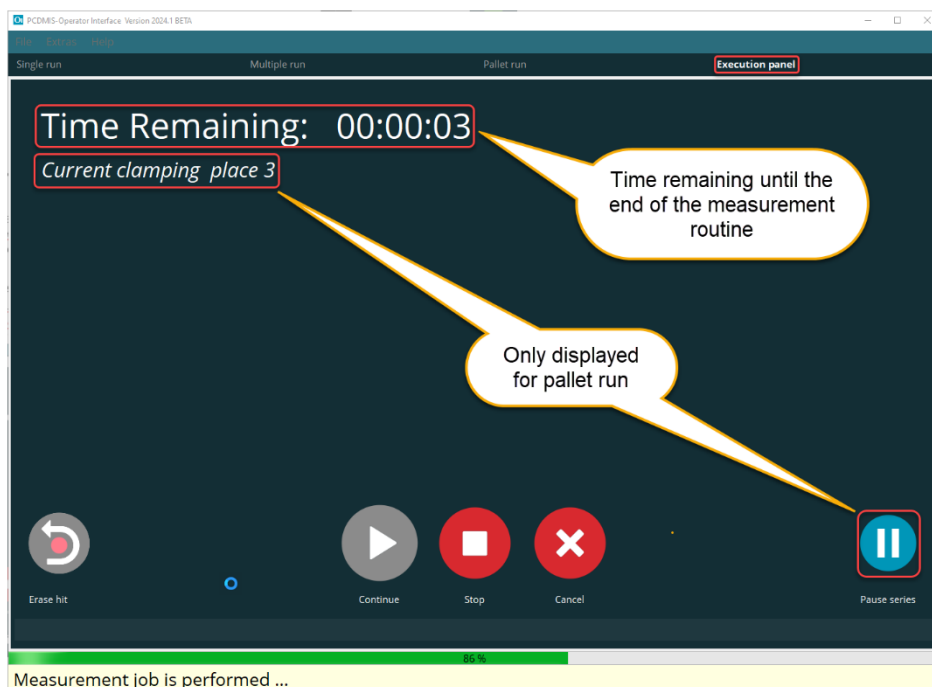 PCDMIS-Operator Interface Version 2024.1 BETA
File Extras Help
Single run Multiple run Pallet run Execution panel
Time Remaining: 00:00:03
Current clamping place 3
Time remaining until the
end of the measurement
routine
Only displayed
for pallet run
Erase hit Continue Stop Cancel Pause series
86 %
Measurement job is performed ...